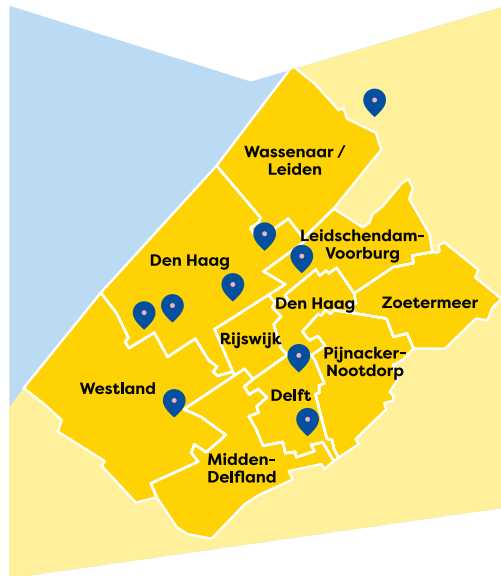 Wassenaar /
Leiden
Leidschendam-
Voorburg
Den Haag
Den Haag
Zoetermeer
Rijswijk
Pijnacker-
Nootdorp
Westland
Delft
Midden-
Delfland